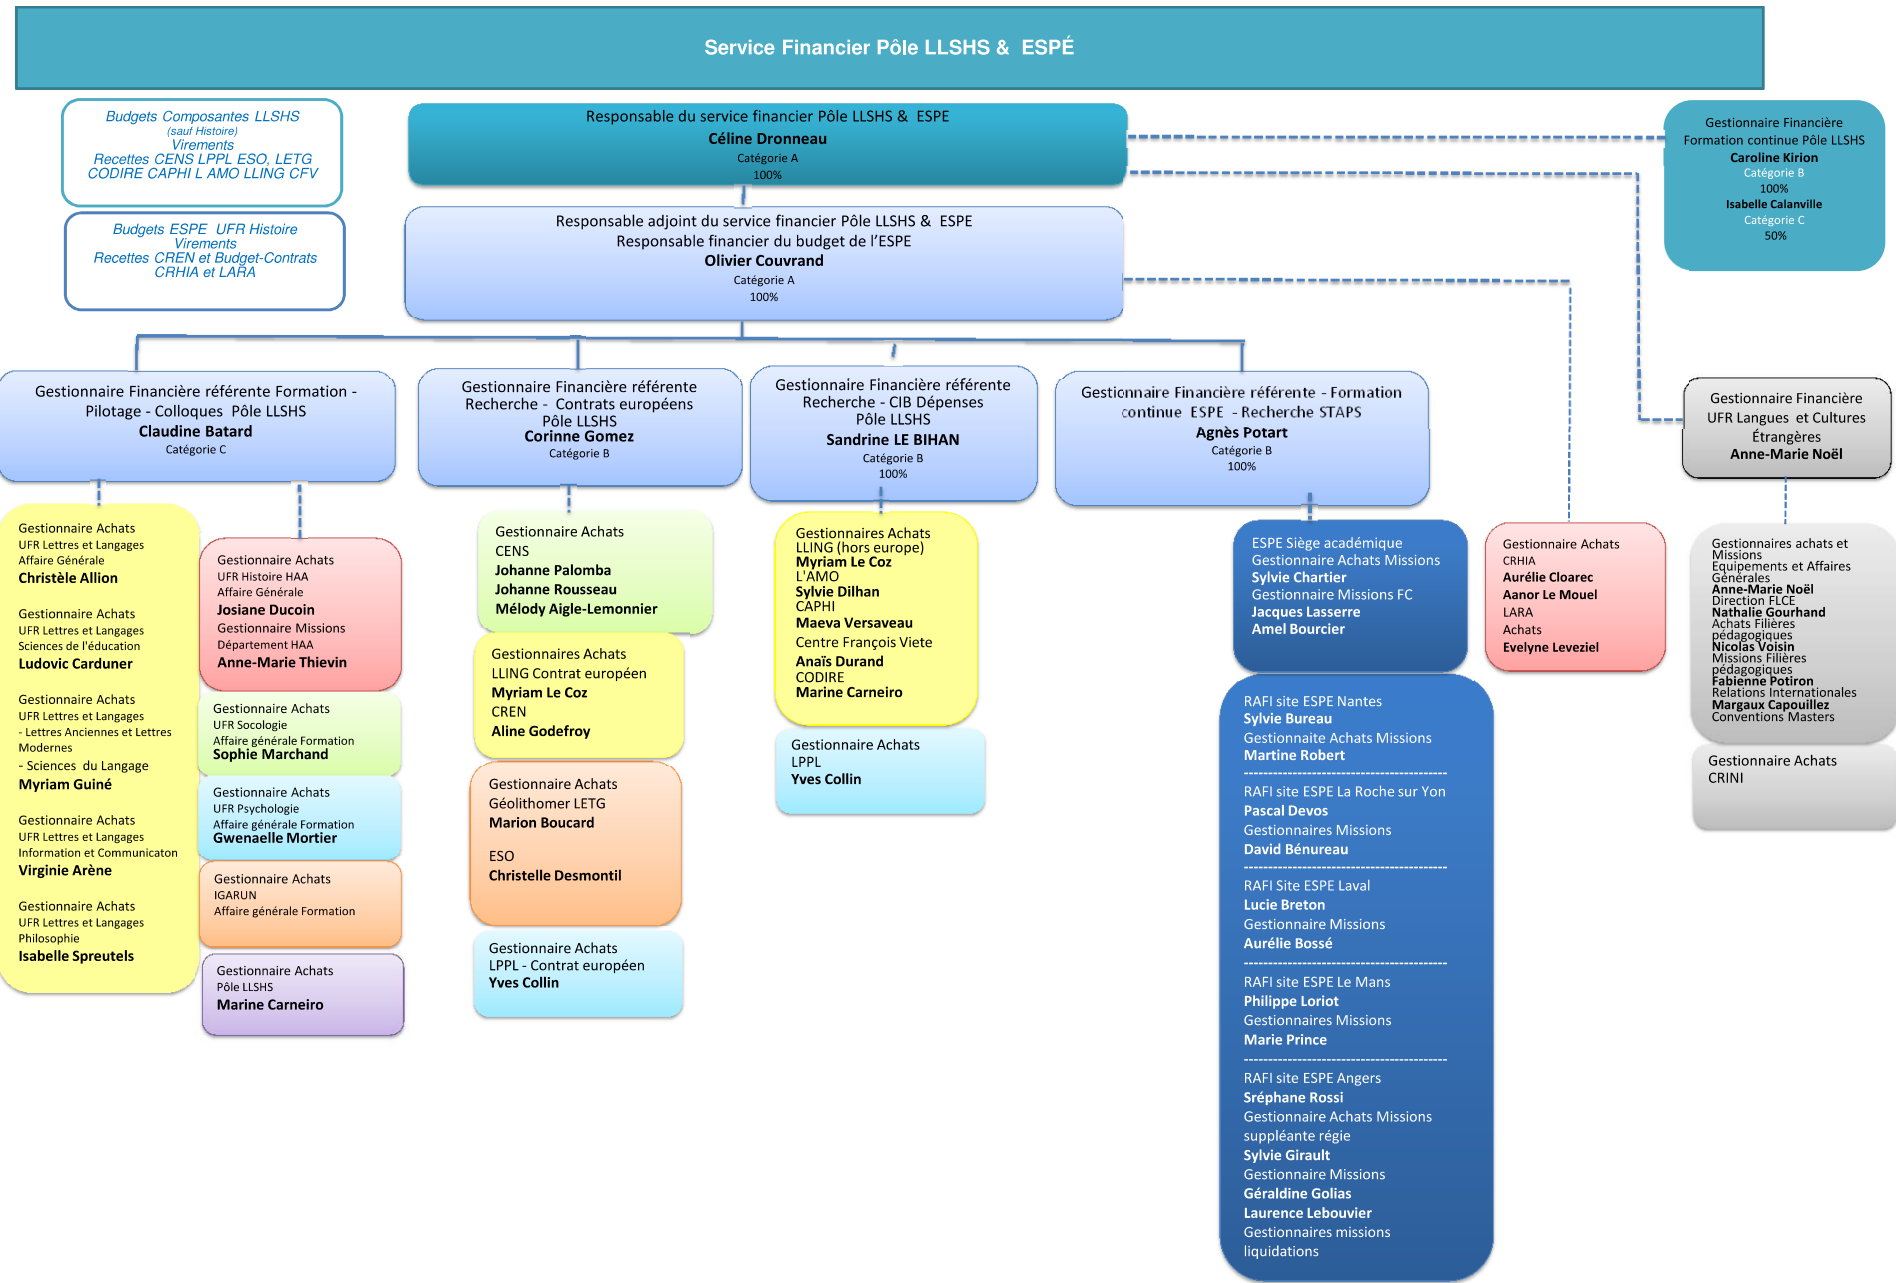 Service Financier Pôle LLSHS &  ESPÉ
Budgets Composantes LLSHS
(sauf Histoire)
Virements
Recettes CENS LPPL ESO, LETG
CODIRE CAPHI L AMO LLING CFV
Budgets ESPE  UFR Histoire
Virements
Recettes CREN et Budget-Contrats
CRHIA et LARA
Responsable du service financier Pôle LLSHS &  ESPE
Céline Dronneau
Catégorie A
100%
Responsable adjoint du service financier Pôle LLSHS &  ESPE
Responsable financier du budget de l'ESPE
Olivier Couvrand
Catégorie A
100%
Gestionnaire Financière
Formation continue Pôle LLSHS
Caroline Kirion
Catégorie B
100%
Isabelle Calanville
Catégorie C
50%
Gestionnaire Financière référente Formation -
Pilotage - Colloques  Pôle LLSHS
Claudine Batard
Catégorie C
Gestionnaire Financière référente
Recherche -  Contrats européens
Pôle LLSHS
Corinne Gomez
Catégorie B
Gestionnaire Financière référente
Recherche - CIB Dépenses
Pôle LLSHS
Sandrine LE BIHAN
Catégorie B
100%
Gestionnaire Financière référente - Formation
continue  ESPE  - Recherche STAPS
Agnès Potart
Catégorie B
100%
Gestionnaire Financière
UFR Langues  et Cultures
Étrangères
Anne-Marie Noël
Gestionnaire Achats
UFR Lettres et Langages
Affaire Générale
Christèle Allion
Gestionnaire Achats
UFR Lettres et Langages
Sciences de l'éducation
Ludovic Carduner
Gestionnaire Achats
UFR Lettres et Langages
- Lettres Anciennes et Lettres
Modernes
- Sciences  du Langage
Myriam Guiné
Gestionnaire Achats
UFR Lettres et Langages
Information et Communicaton
Virginie Arène
Gestionnaire Achats
UFR Lettres et Langages
Philosophie
Isabelle Spreutels
Gestionnaire Achats
UFR Histoire HAA
Affaire Générale
Josiane Ducoin
Gestionnaire Missions
Département HAA
Anne-Marie Thievin
Gestionnaire Achats
UFR Socologie
Affaire générale Formation
Sophie Marchand
Gestionnaire Achats
UFR Psychologie
Affaire générale Formation
Gwenaelle Mortier
Gestionnaire Achats
IGARUN
Affaire générale Formation
Gestionnaire Achats
Pôle LLSHS
Marine Carneiro
Gestionnaire Achats
CENS
Johanne Palomba
Johanne Rousseau
Mélody Aigle-Lemonnier
Gestionnaires Achats
LLING Contrat européen
Myriam Le Coz
CREN
Aline Godefroy
Gestionnaire Achats
Géolithomer LETG
Marion Boucard
ESO
Christelle Desmontil
Gestionnaire Achats
LPPL - Contrat européen
Yves Collin
Gestionnaires Achats
LLING (hors europe)
Myriam Le Coz
L'AMO
Sylvie Dilhan
CAPHI
Maeva Versaveau
Centre François Viete
Anaïs Durand
CODIRE
Marine Carneiro
Gestionnaire Achats
LPPL
Yves Collin
ESPE Siège académique
Gestionnaire Achats Missions
Sylvie Chartier
Gestionnaire Missions FC
Jacques Lasserre
Amel Bourcier
RAFI site ESPE Nantes
Sylvie Bureau
Gestionnaite Achats Missions
Martine Robert
------------------------------------------
RAFI site ESPE La Roche sur Yon
Pascal Devos
Gestionnaires Missions
David Bénureau
------------------------------------------
RAFI Site ESPE Laval
Lucie Breton
Gestionnaire Missions
Aurélie Bossé
------------------------------------------
RAFI site ESPE Le Mans
Philippe Loriot
Gestionnaires Missions
Marie Prince
------------------------------------------
RAFI site ESPE Angers
Sréphane Rossi
Gestionnaire Achats Missions
suppléante régie
Sylvie Girault
Gestionnaire Missions
Géraldine Golias
Laurence Lebouvier
Gestionnaires missions
liquidations
Gestionnaire Achats
CRHIA
Aurélie Cloarec
Aanor Le Mouel
LARA
Achats
Evelyne Leveziel
Gestionnaires achats et
Missions
Equipements et Affaires
Générales
Anne-Marie Noël
Direction FLCE
Nathalie Gourhand
Achats Filières
pédagogiques
Nicolas Voisin
Missions Filières
pédagogiques
Fabienne Potiron
Relations Internationales
Margaux Capouillez
Conventions Masters
Gestionnaire Achats
CRINI